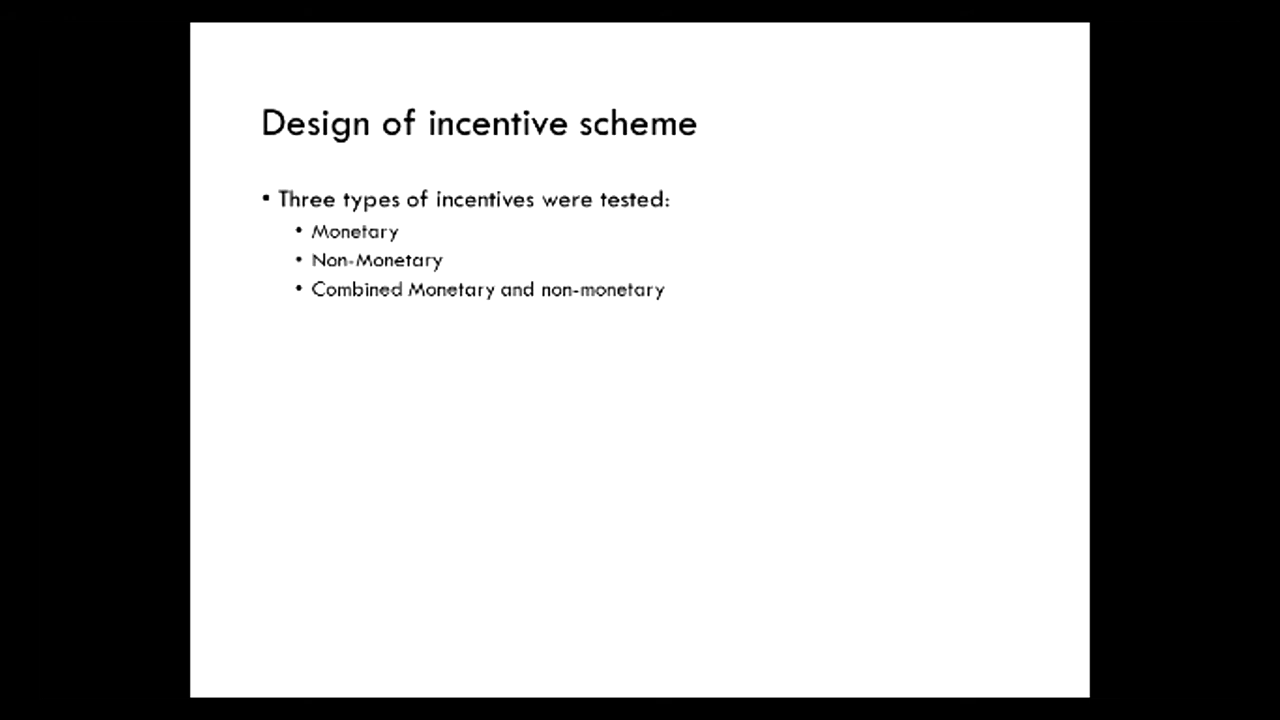 Design of incentive scheme
• Three types of incentives were tested:
• Monetary
• Non-Monetary
• Combined Monetary and non-monetary